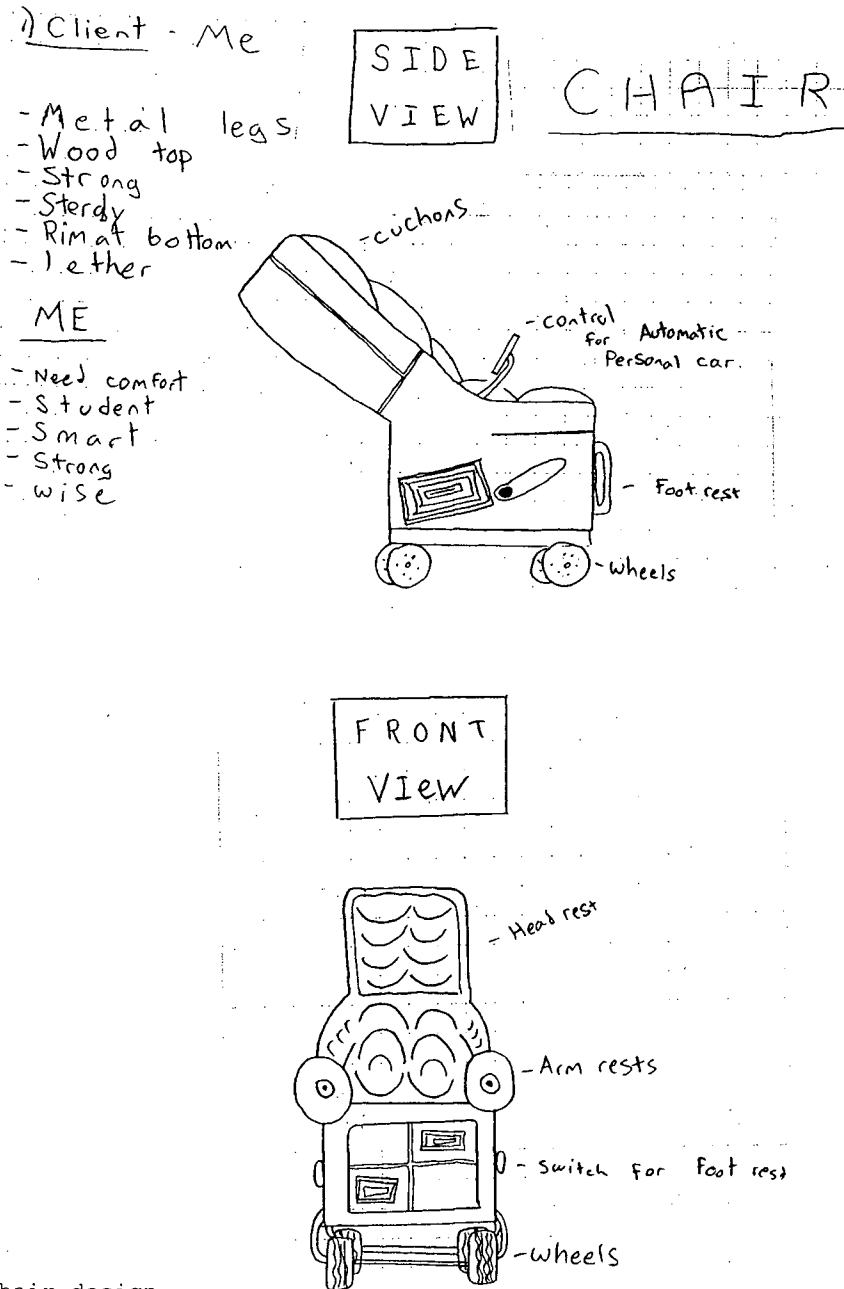 1) Client - Me
- Metal legs
- Wood top
- Strong
- Sterdy
- Rim at bottom
- lether
ME
- Need comfort
- Student
- Smart
- Strong
- wise
SIDE
VIEW
CHAIR
- cuchons
- control
for Automatic
Personal car.
- Foot rest
- wheels
FRONT
VIeW
- Head rest
- Arm rests
- Switch for Foot rest
- wheels
chair design